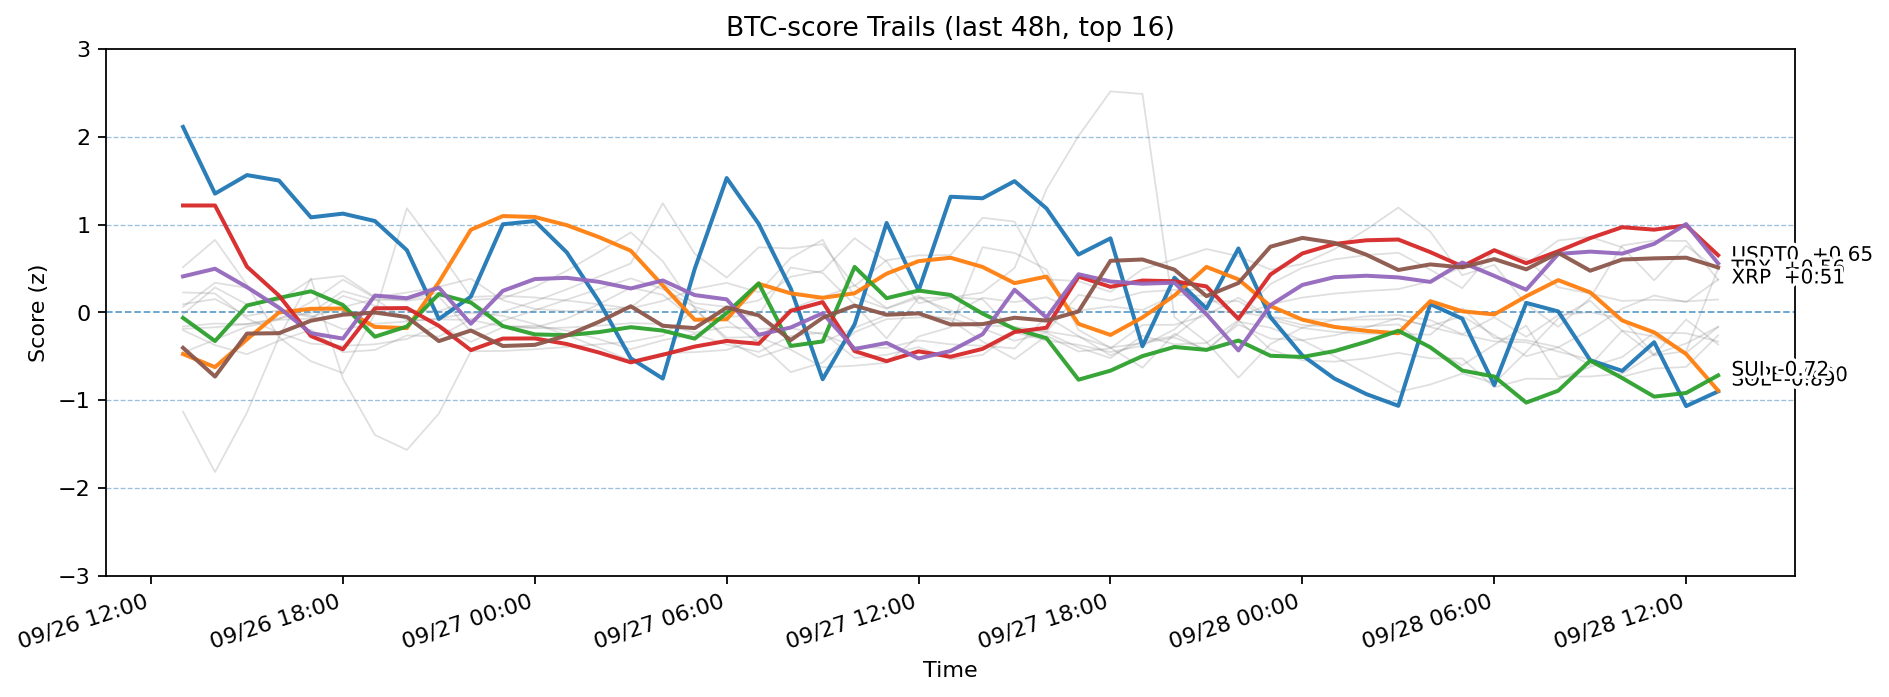 BTC-score Trails (last 48h, top 16)
Score (z)
3
2
1
0
−1
−2
−3
USDT0 +0.65
XRP +0.51
SUI -0.72
09/26 12:00
09/26 18:00
09/27 00:00
09/27 06:00
09/27 12:00
09/27 18:00
09/28 00:00
09/28 06:00
09/28 12:00
Time